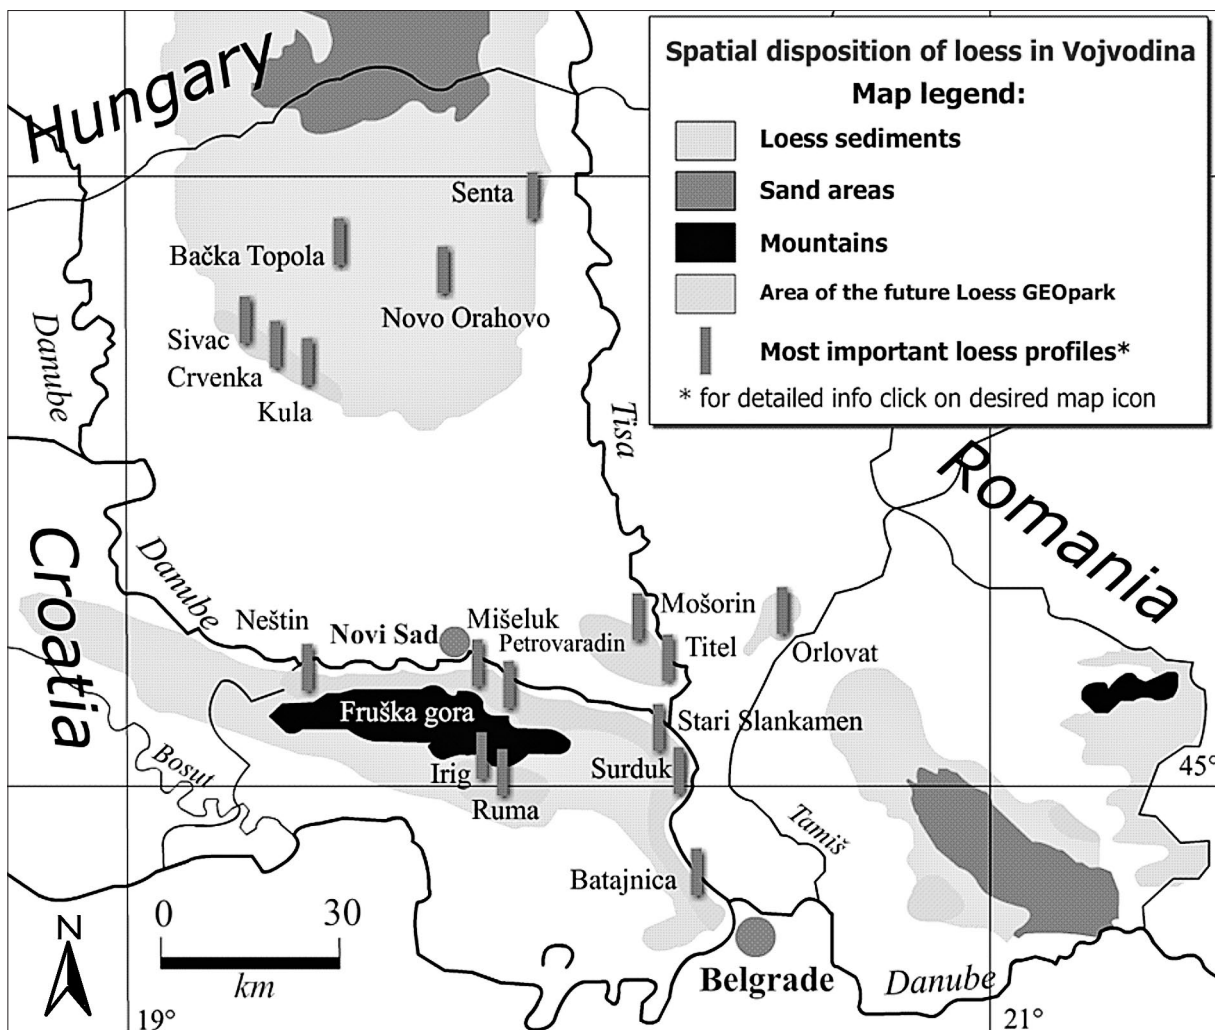 Spatial disposition of loess in Vojvodina
Map legend:
Loess sediments
Sand areas
Mountains
Area of the future Loess GEOpark
Most important loess profiles*
* for detailed info click on desired map icon
Hungary
Senta
Bačka Topola
Novo Orahovo
Sivac
Crvenka
Kula
Danube
Tisa
Romania
Croatia
Danube
Neštin
Novi Sad
Mišeluk
Petrovaradin
Mošorin
Titel
Orlovat
Fruška gora
Stari Slankamen
Bosut
Irig
Ruma
Surduk
45°
Tamiš
Batajnica
N
0 30
km
Belgrade
Danube
19°
21°